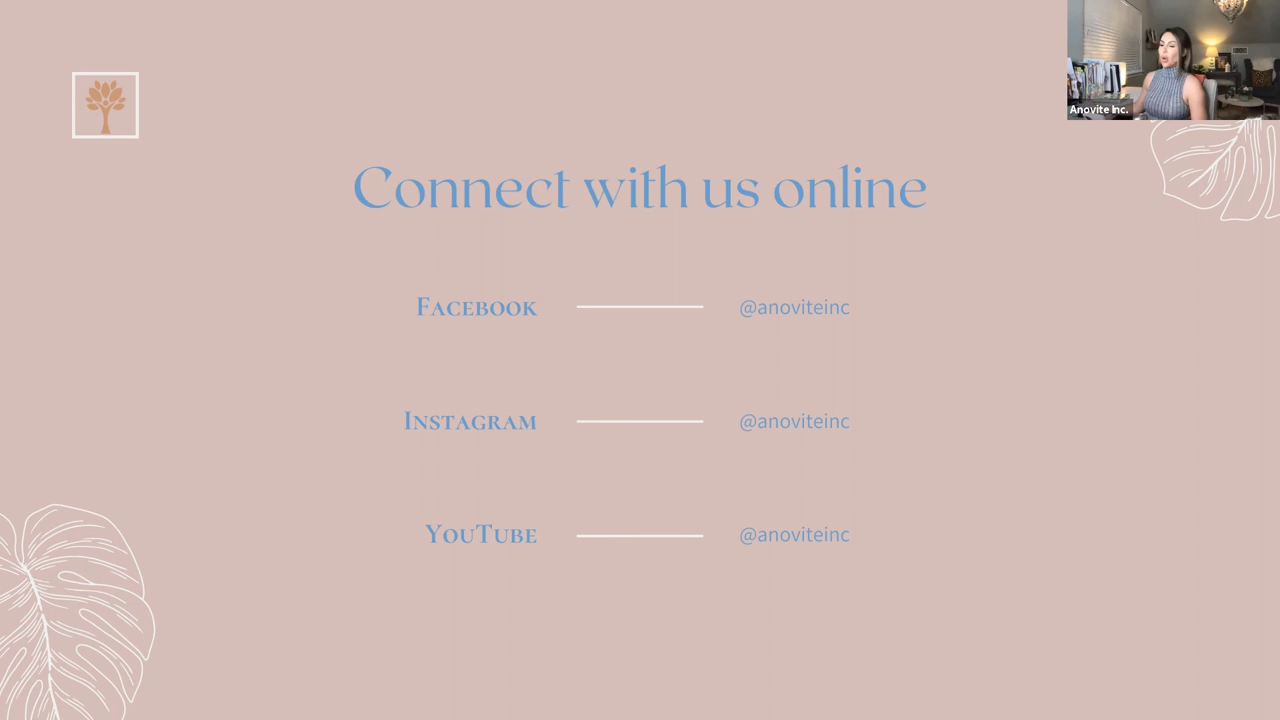 Anovite Inc.
Connect with us online
Facebook @anoviteinc
Instagram @anoviteinc
YouTube @anoviteinc